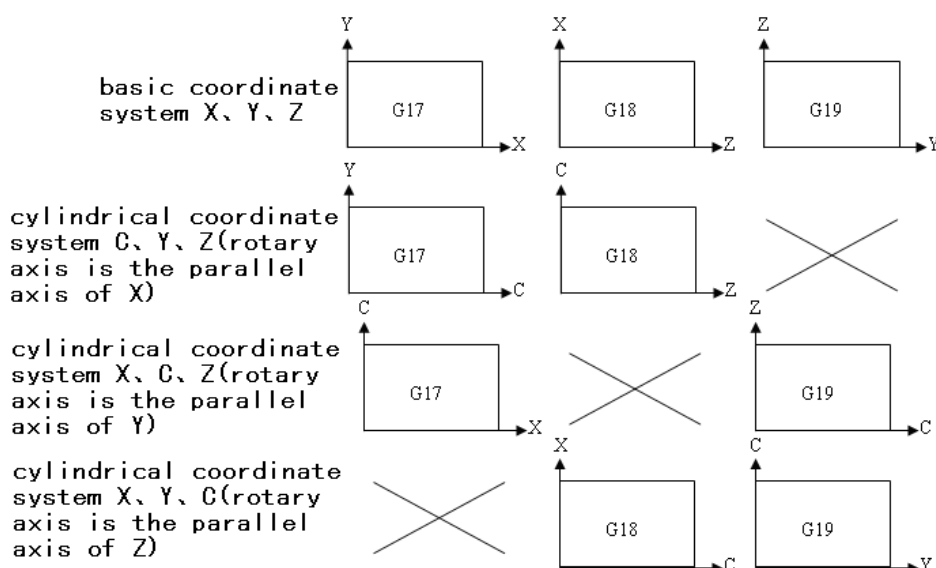 Y X Z
basic coordinate
system X、Y、Z
G17 G18 G19
X Z Y
Y C
cylindrical coordinate
system C、Y、Z(rotary
axis is the parallel
axis of X)
G17 G18
C Z
C Z
cylindrical coordinate
system X、C、Z(rotary
axis is the parallel
axis of Y)
G17 G19
X C
X C
cylindrical coordinate
system X、Y、C(rotary
axis is the parallel
axis of Z)
G18 G19
C Y